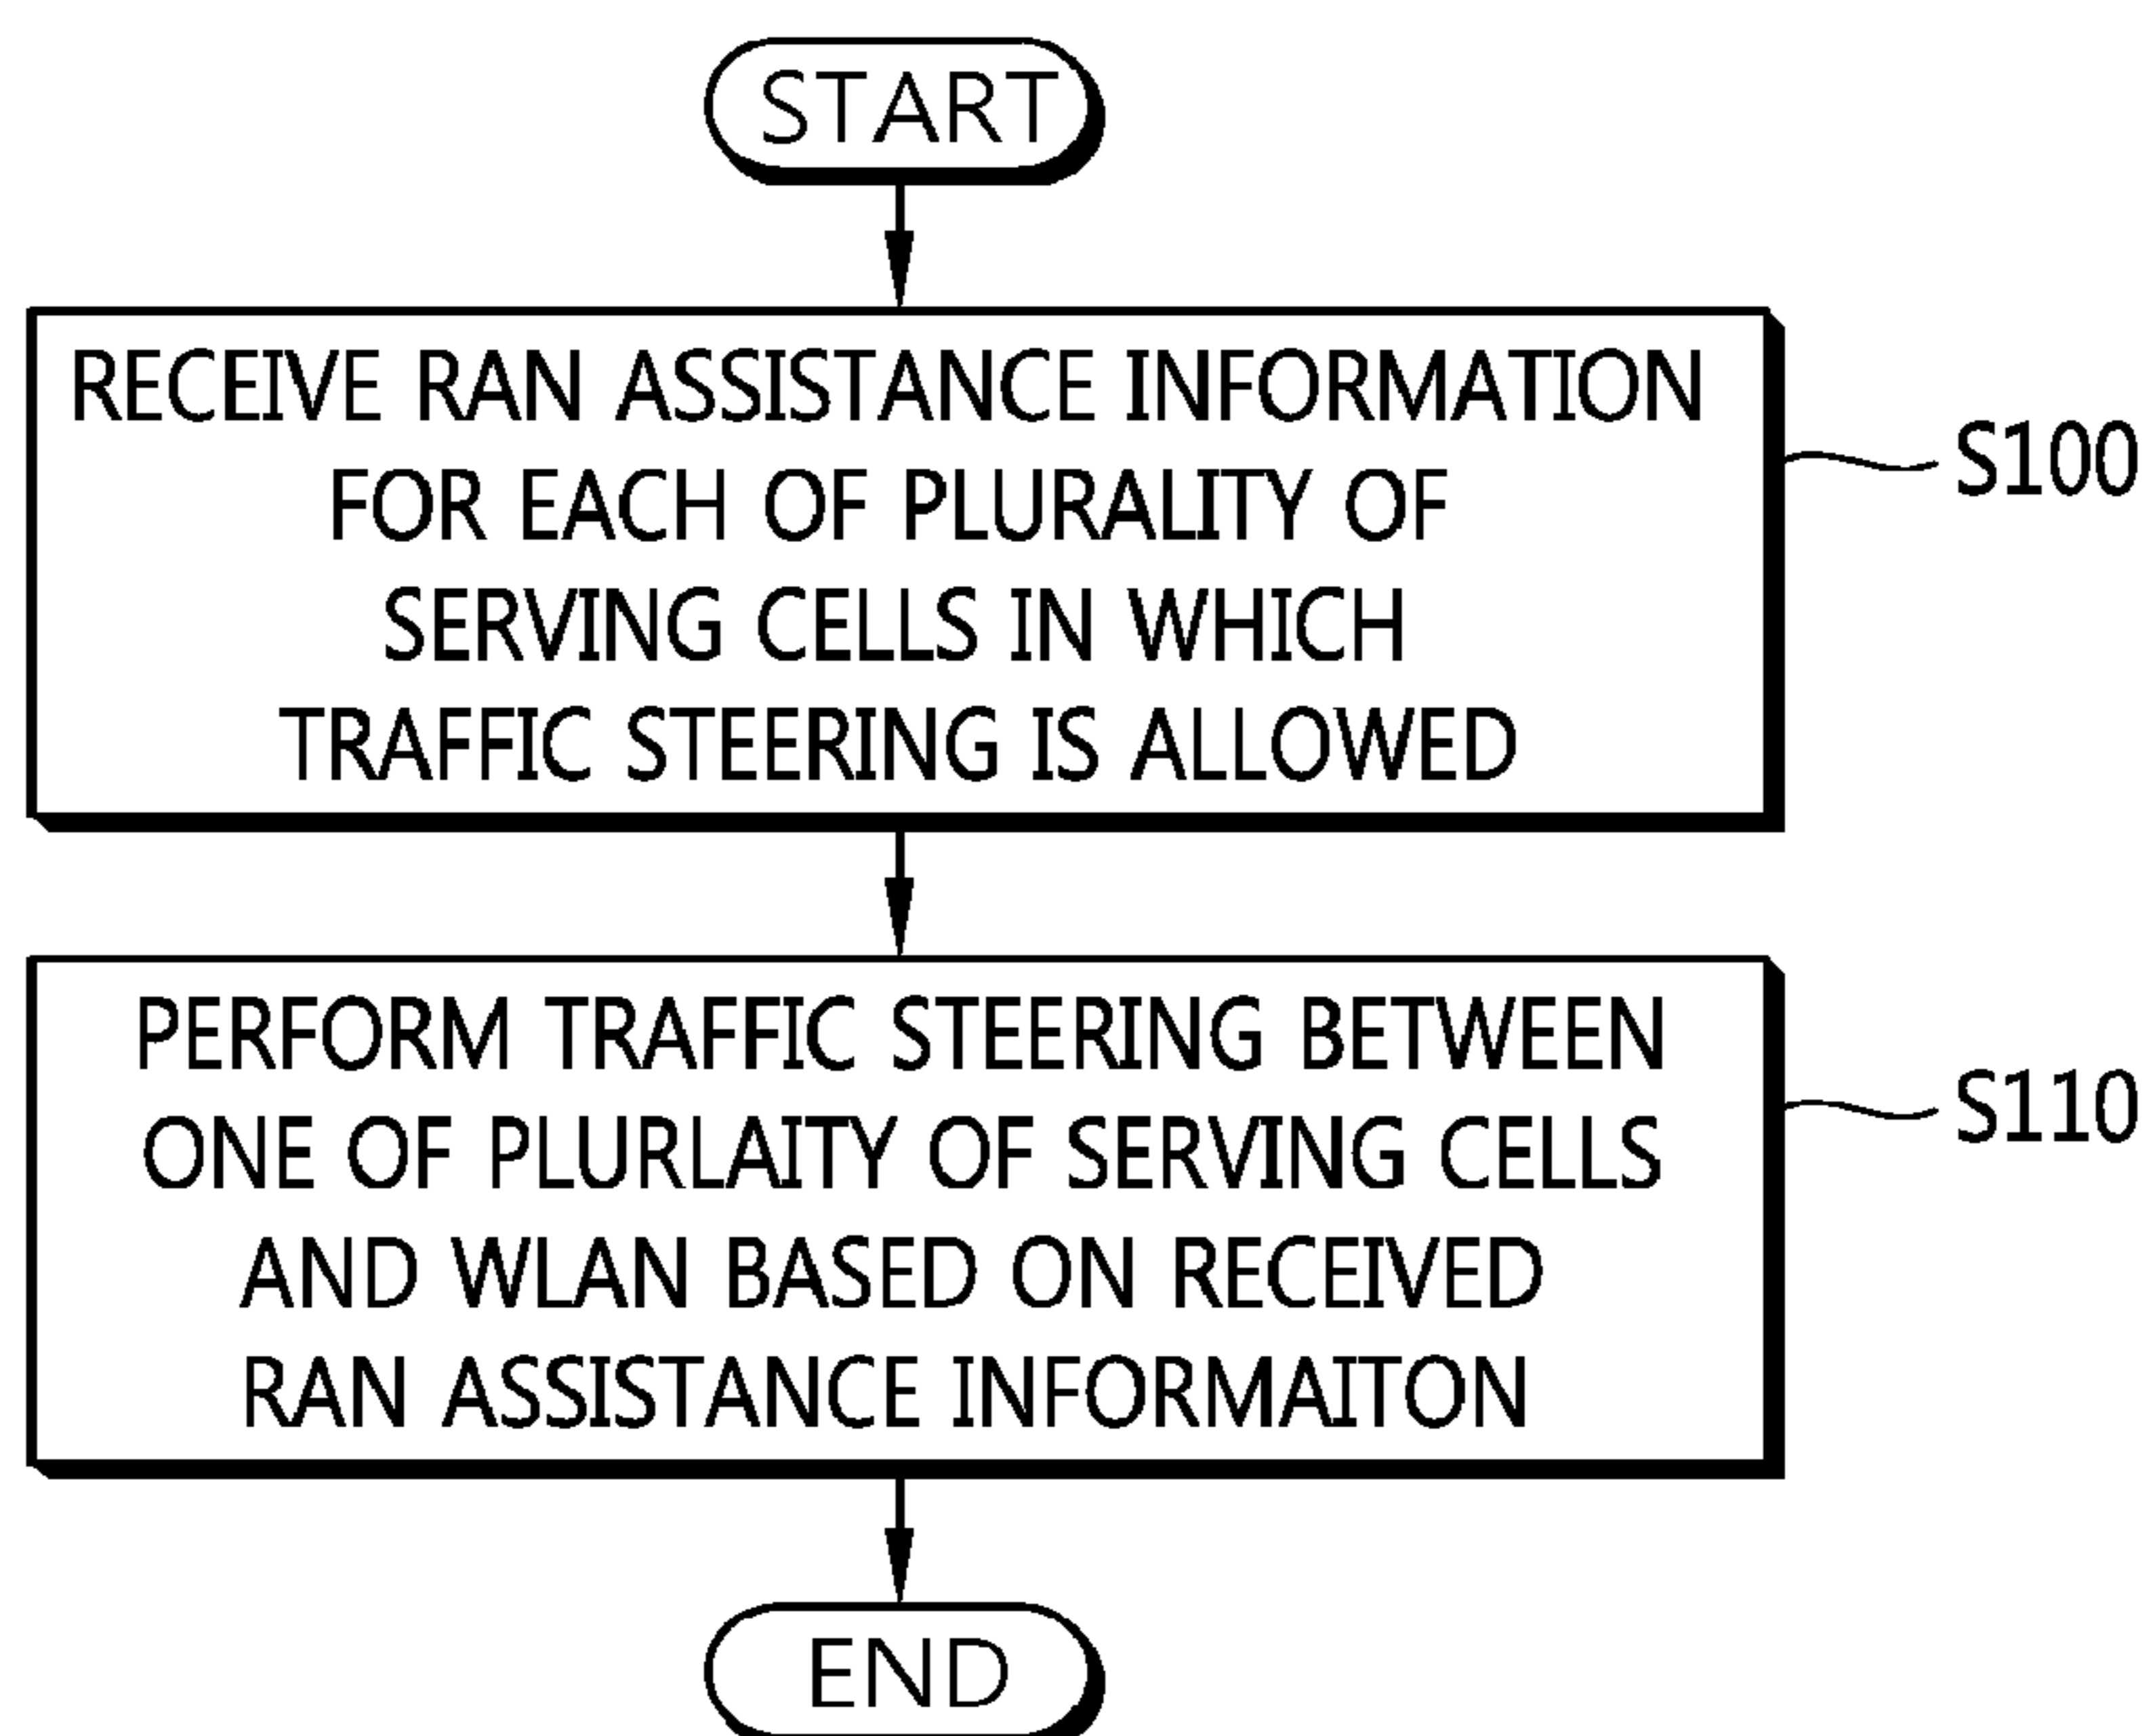 START
RECEIVE RAN ASSISTANCE INFORMATION
FOR EACH OF PLURALITY OF
SERVING CELLS IN WHICH
TRAFFIC STEERING IS ALLOWED
S100
PERFORM TRAFFIC STEERING BETWEEN
ONE OF PLURLAITY OF SERVING CELLS
AND WLAN BASED ON RECEIVED
RAN ASSISTANCE INFORMAITON
S110
END